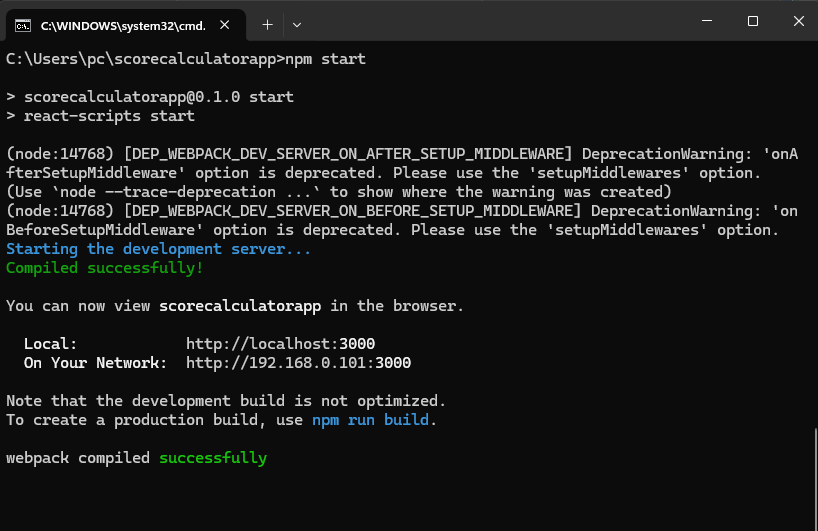 C:\WINDOWS\system32\cmd.
C:\Users\pc\scorecalculatorapp>npm start
> scorecalculatorapp@0.1.0 start
> react-scripts start
(node:14768) [DEP_WEBPACK_DEV_SERVER_ON_AFTER_SETUP_MIDDLEWARE] DeprecationWarning: 'onA
fterSetupMiddleware' option is deprecated. Please use the 'setupMiddlewares' option.
(Use `node --trace-deprecation ...` to show where the warning was created)
(node:14768) [DEP_WEBPACK_DEV_SERVER_ON_BEFORE_SETUP_MIDDLEWARE] DeprecationWarning: 'on
BeforeSetupMiddleware' option is deprecated. Please use the 'setupMiddlewares' option.
Starting the development server...
Compiled successfully!
You can now view scorecalculatorapp in the browser.
Local:            http://localhost:3000
On Your Network:  http://192.168.0.101:3000
Note that the development build is not optimized.
To create a production build, use npm run build.
webpack compiled successfully